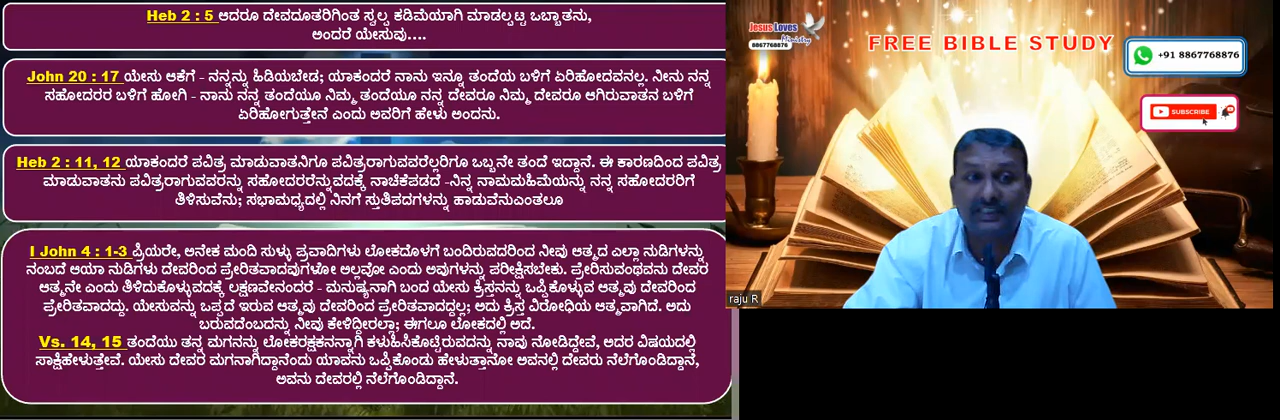 Heb 2 : 5 ಆದರೂ ದೇವದೂತರಿಗಿಂತ ಸ್ವಲ್ಪ ಕಡಿಮೆಯಾಗಿ ಮಾಡಲ್ಪಟ್ಟ ಒಬ್ಬಾತನು,
ಅಂದರೆ ಯೇಸುವು....
John 20 : 17 ಯೇಸು ಆಕೆಗೆ - ನನ್ನನ್ನು ಹಿಡಿಯಬೇಡ; ಯಾಕಂದರೆ ನಾನು ಇನ್ನೂ ತಂದೆಯ ಬಳಿಗೆ ಏರಿಹೋದವನಲ್ಲ. ನೀನು ನನ್ನ
ಸಹೋದರರ ಬಳಿಗೆ ಹೋಗಿ - ನಾನು ನನ್ನ ತಂದೆಯೂ ನಿಮ್ಮ ತಂದೆಯೂ ನನ್ನ ದೇವರೂ ನಿಮ್ಮ ದೇವರೂ ಆಗಿರುವಾತನ ಬಳಿಗೆ
ಏರಿಹೋಗುತ್ತೇನೆ ಎಂದು ಅವರಿಗೆ ಹೇಳು ಅಂದನು.
Heb 2 : 11, 12 ಯಾಕಂದರೆ ಪವಿತ್ರ ಮಾಡುವಾತನಿಗೂ ಪವಿತ್ರರಾಗುವವರೆಲ್ಲರಿಗೂ ಒಬ್ಬನೇ ತಂದೆ ಇದ್ದಾನೆ. ಈ ಕಾರಣದಿಂದ ಪವಿತ್ರ
ಮಾಡುವಾತನು ಪವಿತ್ರರಾಗುವವರನ್ನು ಸಹೋದರರೆನ್ನುವದಕ್ಕೆ ನಾಚಿಕೆಪಡದೆ -ನಿನ್ನ ನಾಮಮಹಿಮೆಯನ್ನು ನನ್ನ ಸಹೋದರರಿಗೆ
ತಿಳಿಸುವೆನು; ಸಭಾಮಧ್ಯದಲ್ಲಿ ನಿನಗೆ ಸ್ತುತಿಪದಗಳನ್ನು ಹಾಡುವೆನುಎಂತಲೂ
I John 4 : 1-3 ಪ್ರಿಯರೇ, ಅನೇಕ ಮಂದಿ ಸುಳ್ಳು ಪ್ರವಾದಿಗಳು ಲೋಕದೊಳಗೆ ಬಂದಿರುವದರಿಂದ ನೀವು ಆತ್ಮದ ಎಲ್ಲಾ ನುಡಿಗಳನ್ನು
ನಂಬದೆ ಆಯಾ ನುಡಿಗಳು ದೇವರಿಂದ ಪ್ರೇರಿತವಾದವುಗಳೋ ಅಲ್ಲವೋ ಎಂದು ಅವುಗಳನ್ನು ಪರೀಕ್ಷಿಸಬೇಕು. ಪ್ರೇರಿಸುವಂಥವನು ದೇವರ
ಆತ್ಮನೇ ಎಂದು ತಿಳಿದುಕೊಳ್ಳುವದಕ್ಕೆ ಲಕ್ಷಣವೇನಂದರೆ - ಮನುಷ್ಯನಾಗಿ ಬಂದ ಯೇಸು ಕ್ರಿಸ್ತನನ್ನು ಒಪ್ಪಿಕೊಳ್ಳುವ ಆತ್ಮವು ದೇವರಿಂದ
ಪ್ರೇರಿತವಾದದ್ದು. ಯೇಸುವನ್ನು ಒಪ್ಪದೆ ಇರುವ ಆತ್ಮವು ದೇವರಿಂದ ಪ್ರೇರಿತವಾದದ್ದಲ್ಲ; ಅದು ಕ್ರಿಸ್ತ ವಿರೋಧಿಯ ಆತ್ಮವಾಗಿದೆ. ಅದು
ಬರುವದೆಂಬದನ್ನು ನೀವು ಕೇಳಿದ್ದೀರಲ್ಲಾ; ಈಗಲೂ ಲೋಕದಲ್ಲಿ ಅದೆ.
Vs. 14, 15 ತಂದೆಯು ತನ್ನ ಮಗನನ್ನು ಲೋಕರಕ್ಷಕನನ್ನಾಗಿ ಕಳುಹಿಸಿಕೊಟ್ಟಿರುವದನ್ನು ನಾವು ನೋಡಿದ್ದೇವೆ, ಅದರ ವಿಷಯದಲ್ಲಿ
ಸಾಕ್ಷಿಹೇಳುತ್ತೇವೆ. ಯೇಸು ದೇವರ ಮಗನಾಗಿದ್ದಾನೆಂದು ಯಾವನು ಒಪ್ಪಿಕೊಂಡು ಹೇಳುತ್ತಾನೋ ಅವನಲ್ಲಿ ದೇವರು ನೆಲೆಗೊಂಡಿದ್ದಾನೆ,
ಅವನು ದೇವರಲ್ಲಿ ನೆಲೆಗೊಂಡಿದ್ದಾನೆ.
Jesus Loves
Ministry
8867768876
FREE BIBLE STUDY
+91 8867768876
SUBSCRIBE
raju R